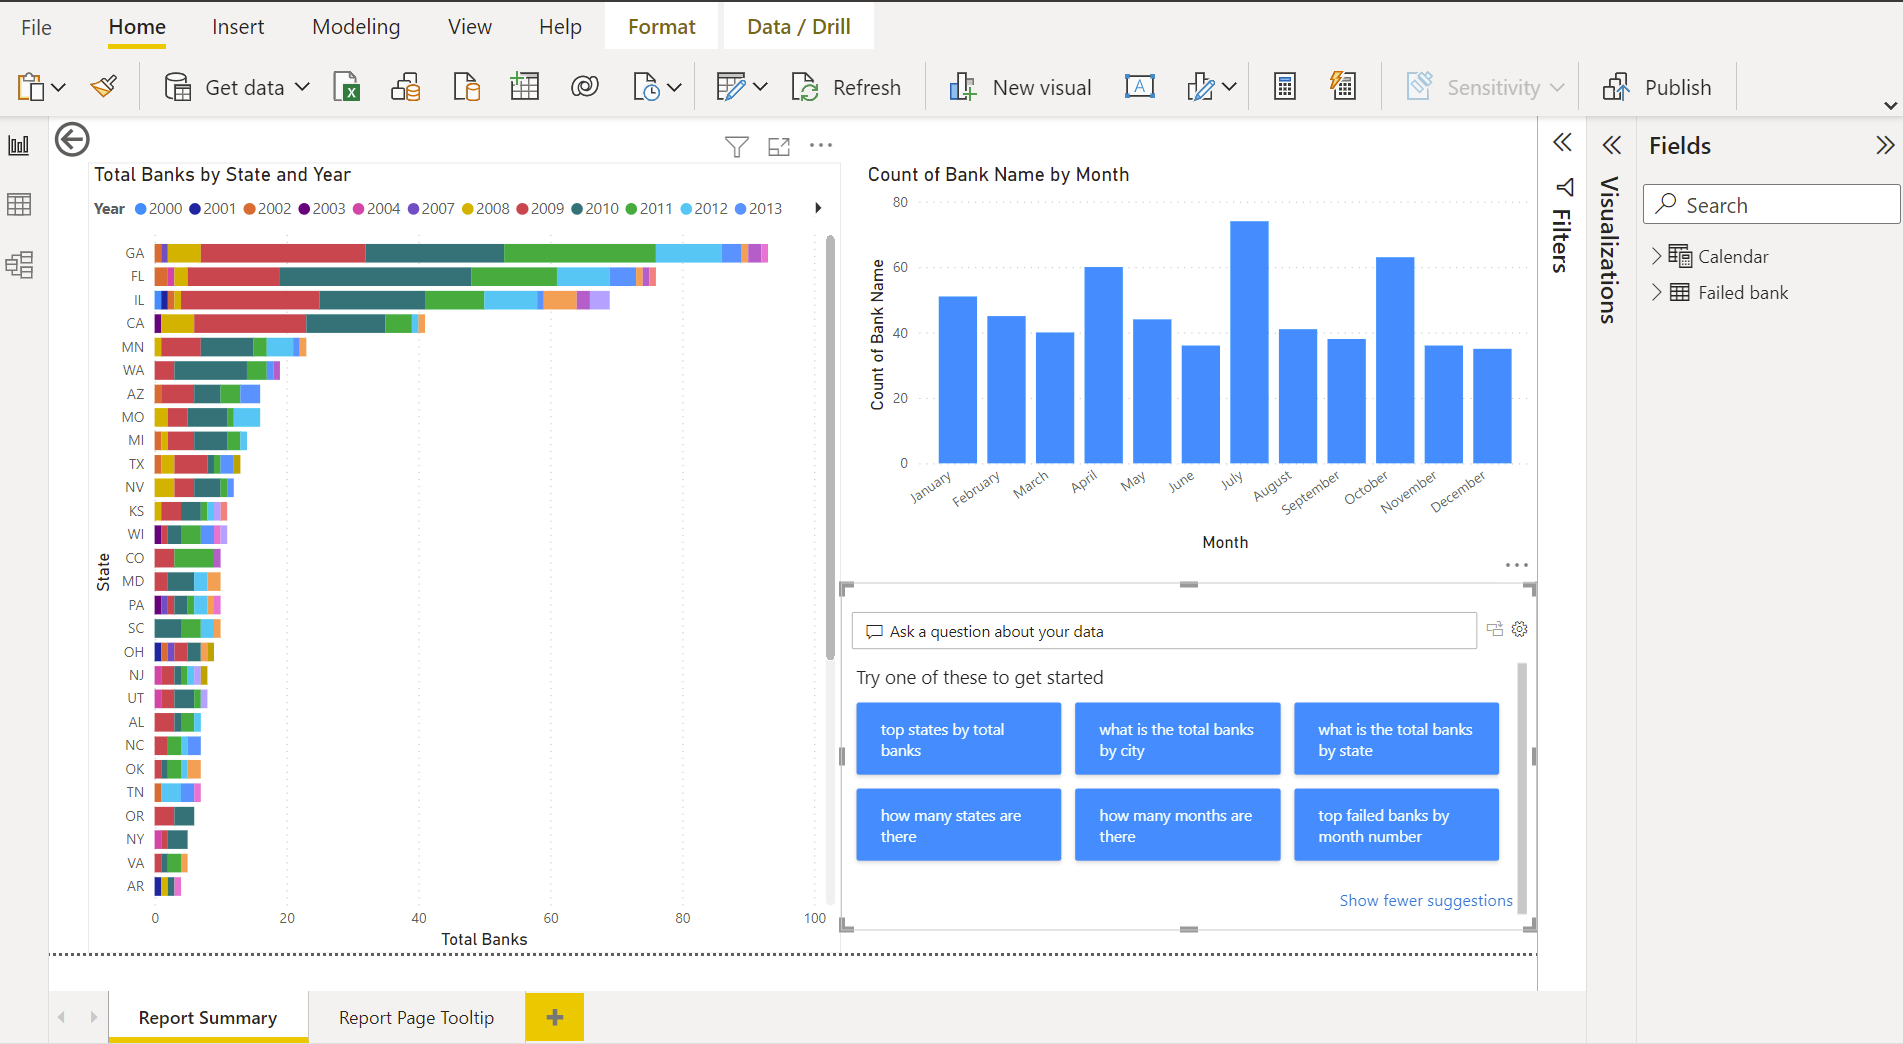 File Home Insert Modeling View Help Format Data / Drill
Get data Refresh New visual A Sensitivity Publish
Total Banks by State and Year
Year 2000 2001 2002 2003 2004 2007 2008 2009 2010 2011 2012 2013
GA
FL
IL
CA
MN
WA
AZ
MO
MI
TX
NV
KS
WI
CO
MD
PA
SC
OH
NJ
UT
AL
NC
OK
TN
OR
NY
VA
AR
State
0 20 40 60 80 100
Total Banks
Count of Bank Name by Month
80
60
40
20
0
Count of Bank Name
January February March April May June July August September October November December
Month
Ask a question about your data
Try one of these to get started
top states by total
banks
what is the total banks
by city
what is the total banks
by state
how many states are
there
how many months are
there
top failed banks by
month number
Show fewer suggestions
Filters
Visualizations
Fields
Search
Calendar
Failed bank
Report Summary Report Page Tooltip